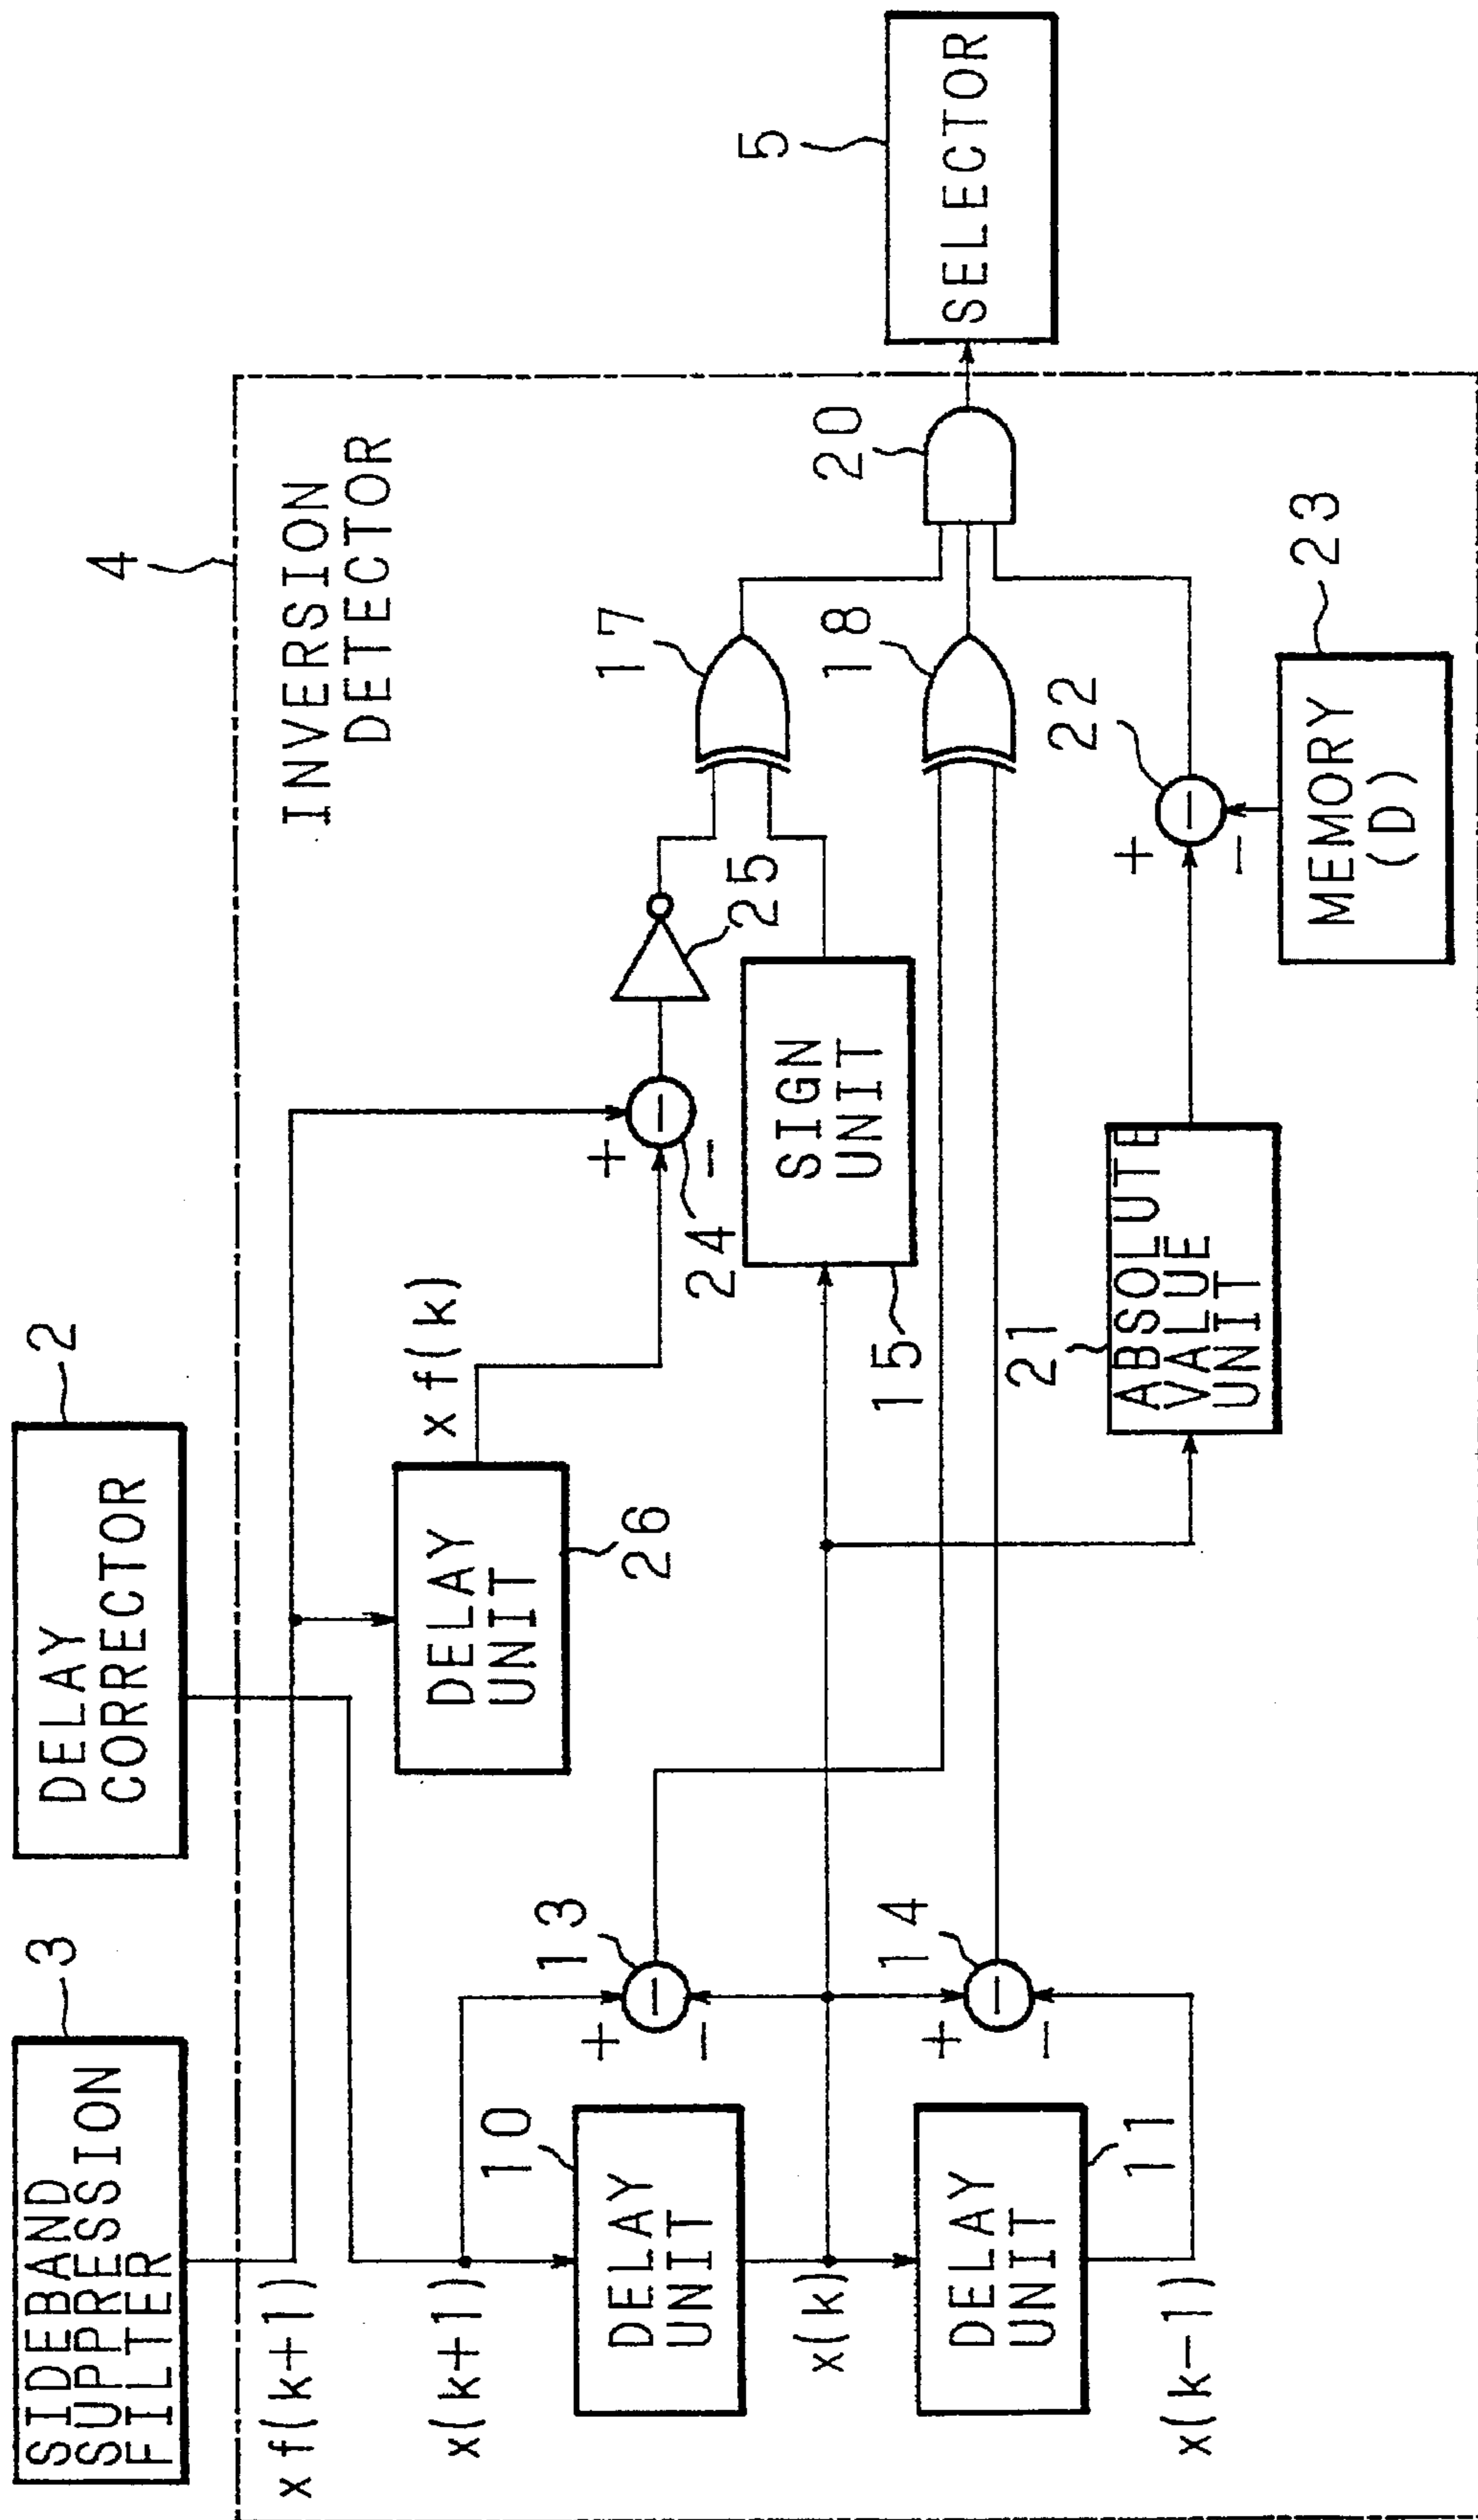 SIDEBAND
SUPPRESSION
FILTER
3
DELAY
CORRECTOR
2
4
INVERSION
DETECTOR
x f(k+1)
x(k+1)
DELAY
UNIT
26
x f(k)
+
−
−
24
25
17
10
DELAY
UNIT
13
+
−
−
SIGN
UNIT
15
18
20
5
SELECTOR
x(k)
DELAY
UNIT
11
14
+
−
−
x(k−1)
21
ABSOLUTE
VALUE
UNIT
22
+
−
−
MEMORY
(D)
23